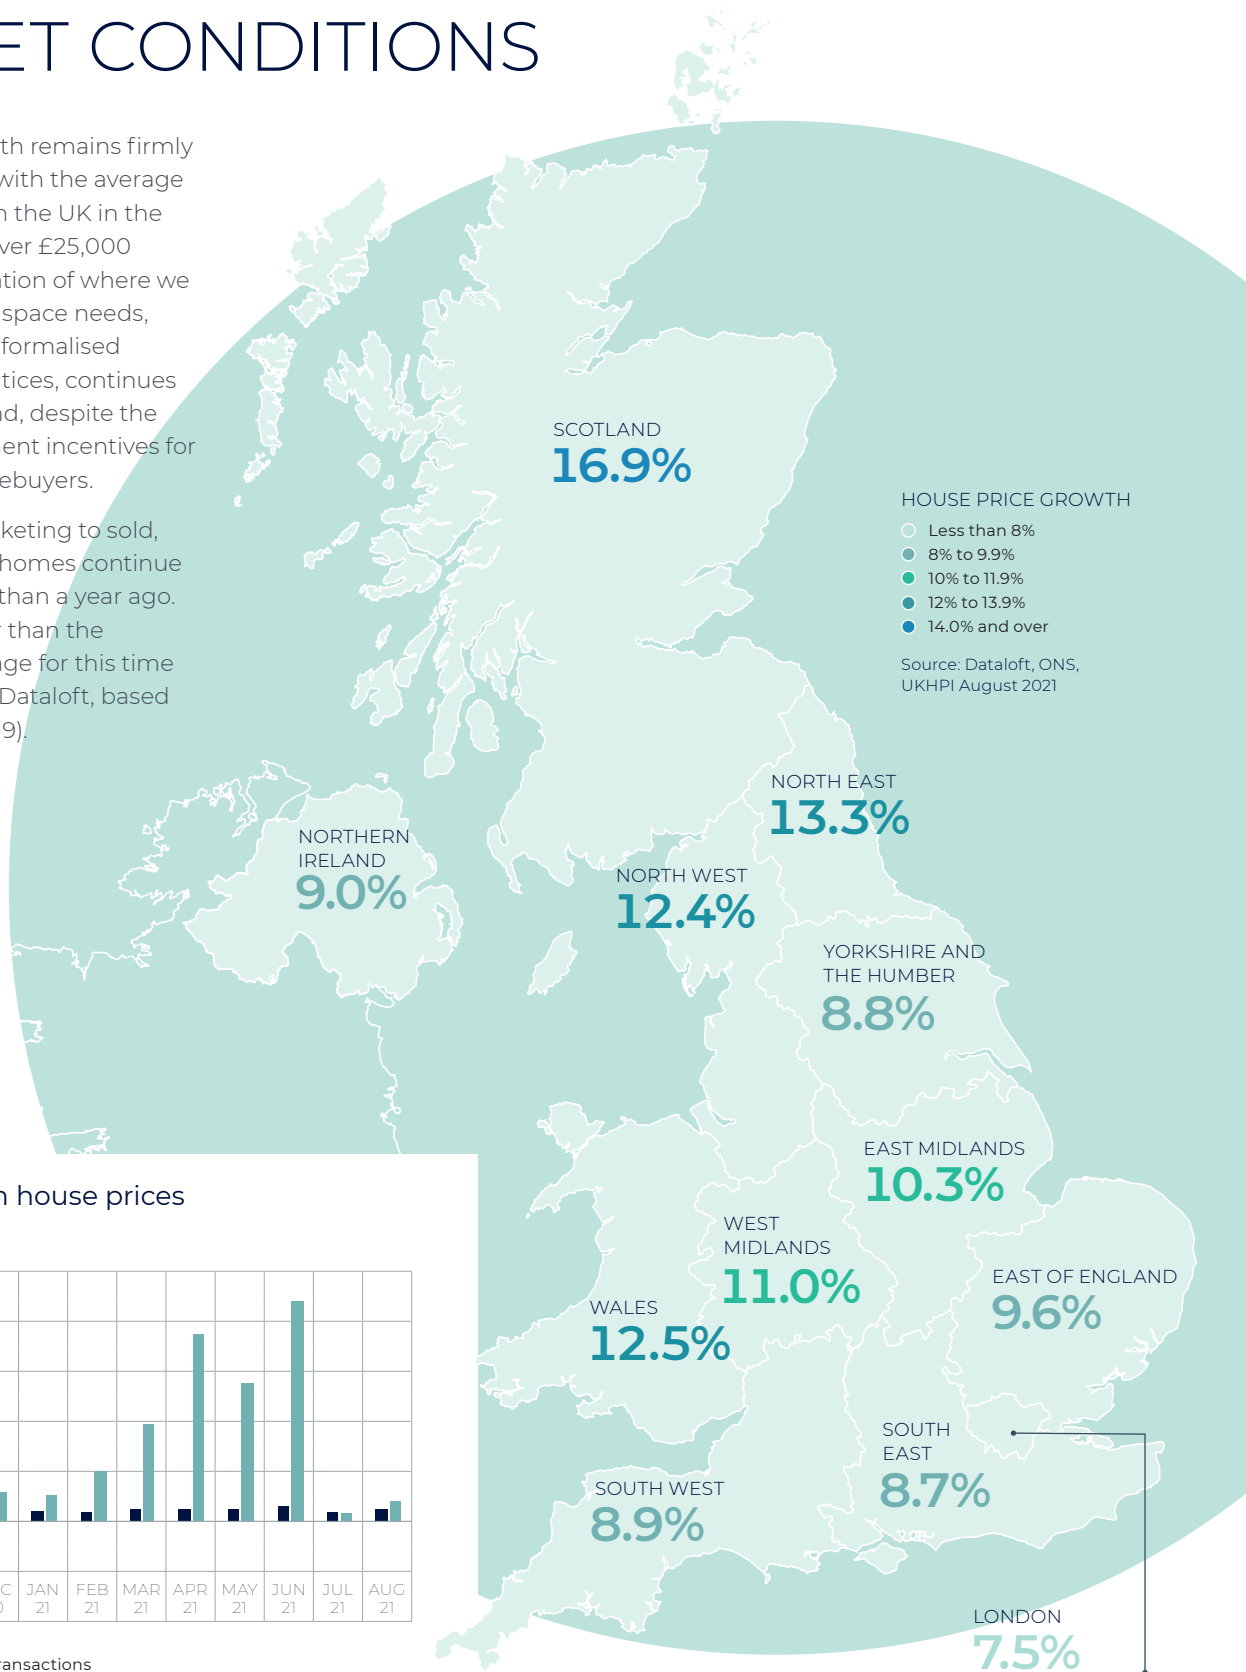 ET CONDITIONS
th remains firmly
with the average
n the UK in the
ver £25,000
ation of where we
space needs,
formalised
ctices, continues
nd, despite the
ent incentives for
ebuyers.
keting to sold,
homes continue
than a year ago.
r than the
ge for this time
Dataloft, based
9).
SCOTLAND
16.9%
HOUSE PRICE GROWTH
Less than 8%
8% to 9.9%
10% to 11.9%
12% to 13.9%
14.0% and over
Source: Dataloft, ONS,
UKHPI August 2021
NORTH EAST
13.3%
NORTHERN
IRELAND
9.0%
NORTH WEST
12.4%
YORKSHIRE AND
THE HUMBER
8.8%
EAST MIDLANDS
10.3%
WEST
MIDLANDS
11.0%
EAST OF ENGLAND
9.6%
WALES
12.5%
SOUTH
EAST
8.7%
SOUTH WEST
8.9%
LONDON
7.5%
n house prices
C JAN FEB MAR APR MAY JUN JUL AUG
0 21 21 21 21 21 21 21 21
ransactions